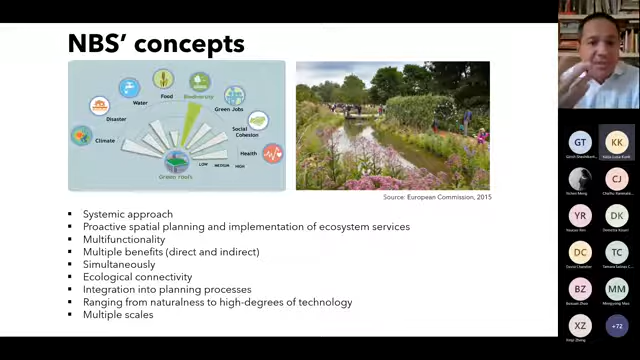 NBS' concepts
Food
Biodiversity
Water
Green Jobs
Disaster
Social
Cohesion
Climate
Health
LOW
MEDIUM
HIGH
Green roofs
Source: European Commission, 2015
▪ Systemic approach
▪ Proactive spatial planning and implementation of ecosystem services
▪ Multifunctionality
▪ Multiple benefits (direct and indirect)
▪ Simultaneously
▪ Ecological connectivity
▪ Integration into planning processes
▪ Ranging from naturalness to high-degrees of technology
▪ Multiple scales
GT
KK
CJ
YR
DK
DC
TC
BZ
MM
XZ
+72